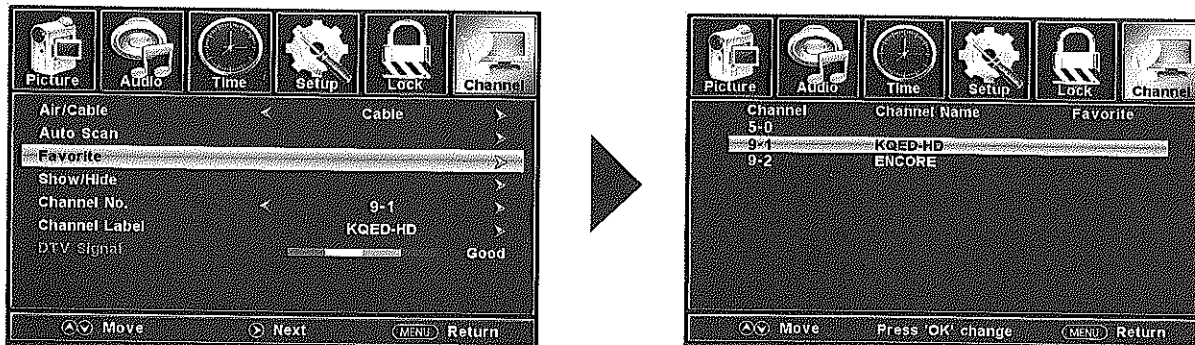 Picture Audio Time Setup Lock Channel
Air/Cable Cable
Auto Scan
Favorite
Show/Hide
Channel No. 9-1
Channel Label KQED-HD
DTV Signal Good
Move Next MENU Return
Picture Audio Time Setup Lock Channel
Channel Channel Name Favorite
5-0
9-1 KQED-HD
9-2 ENCORE
Move Press 'OK' change MENU Return